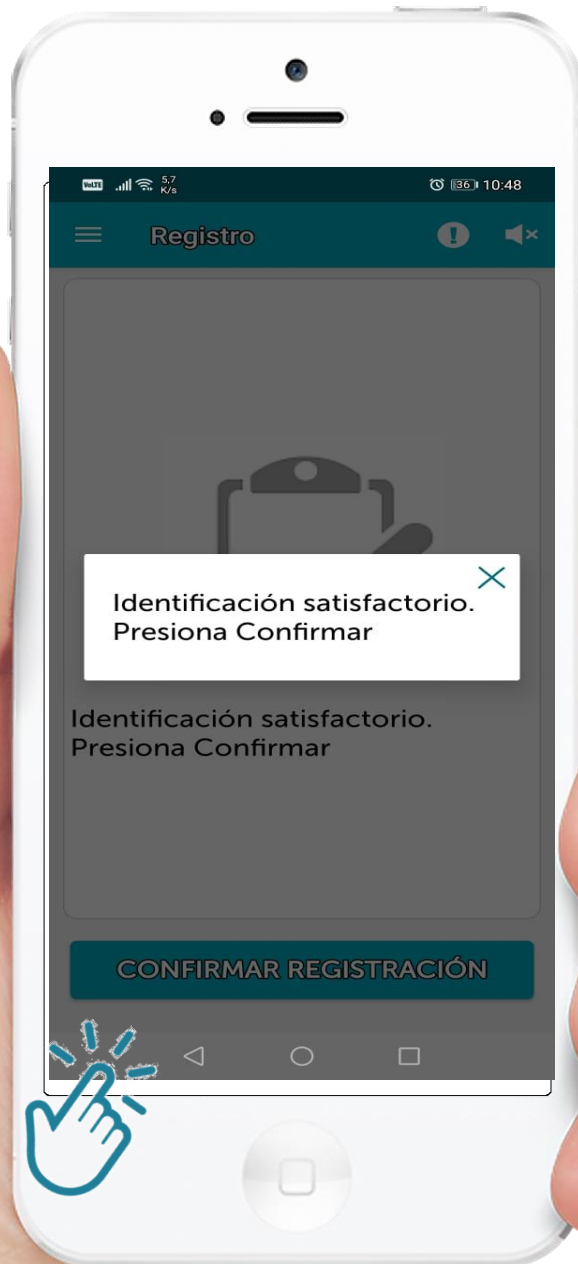 VoLTE 5,7 K/s 36 10:48
Registro
Identificación satisfactorio.
Presiona Confirmar
Identificación satisfactorio.
Presiona Confirmar
CONFIRMAR REGISTRACIÓN